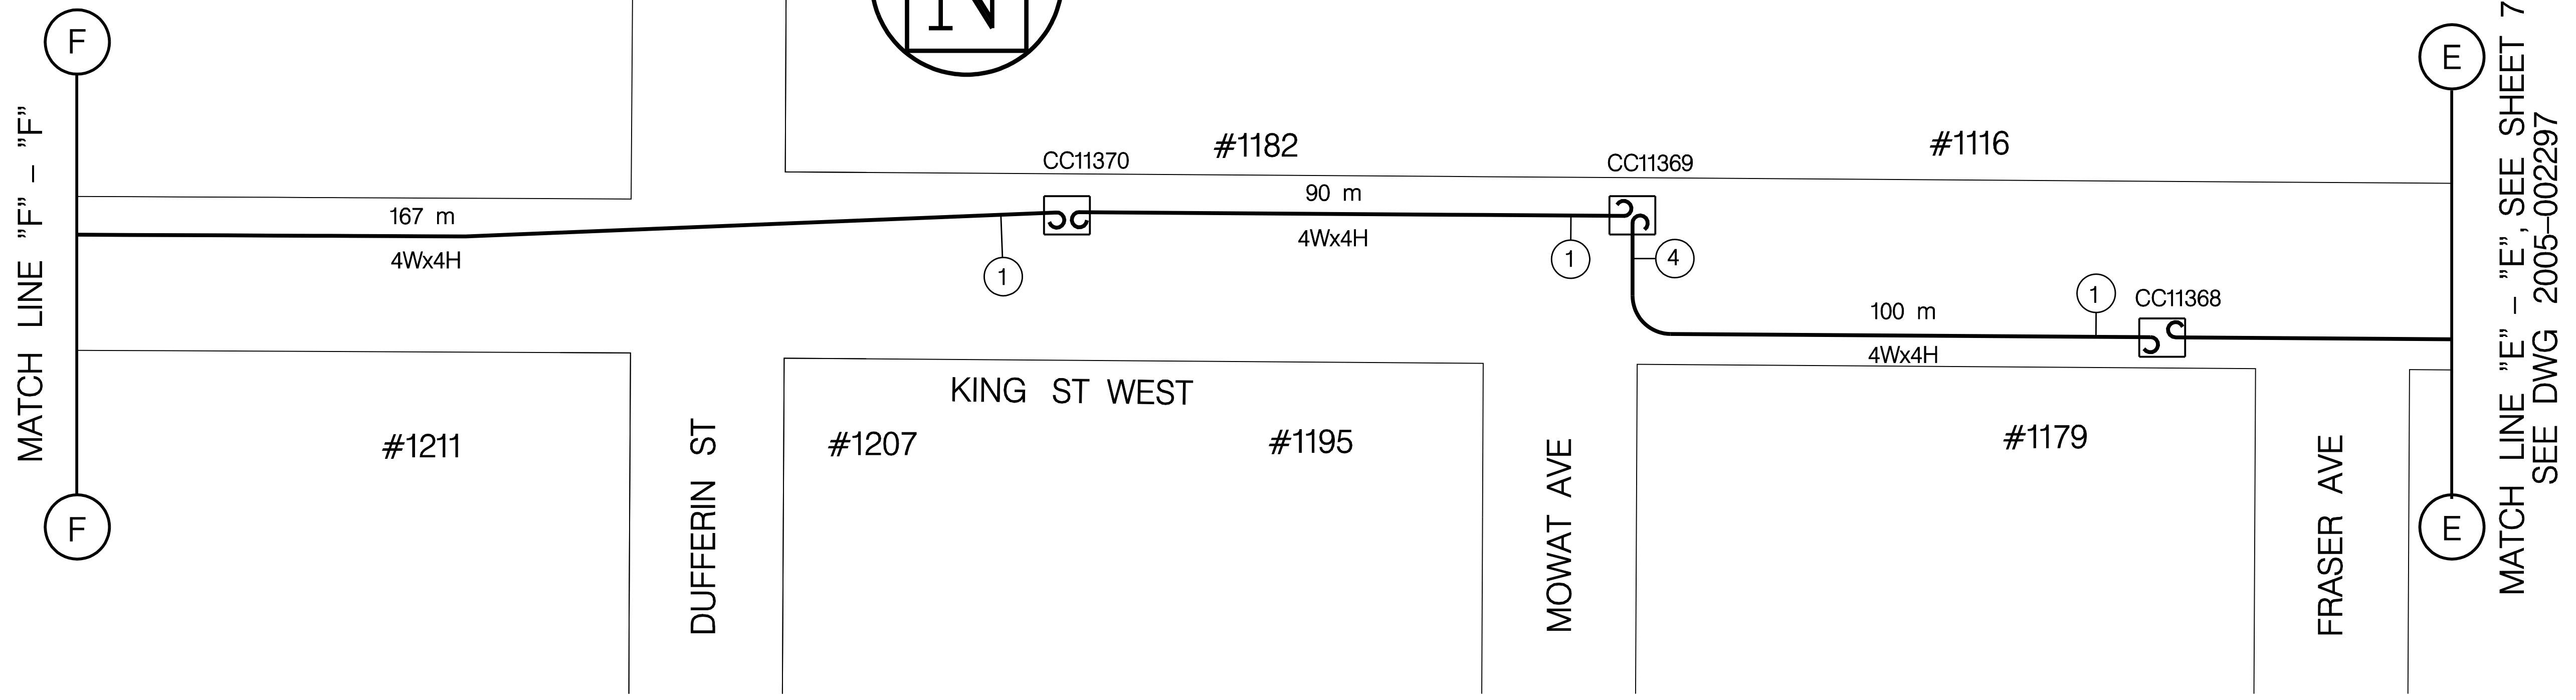 N
F
E
MATCH LINE "F" – "F"
MATCH LINE "E" – "E", SEE SHEET 7
SEE DWG 2005–002297
#1182
#1116
CC11370
CC11369
90 m
167 m
4Wx4H
4Wx4H
1
1
4
1
CC11368
100 m
4Wx4H
KING ST WEST
#1211
#1207
#1195
#1179
DUFFERIN ST
MOWAT AVE
FRASER AVE
F
E